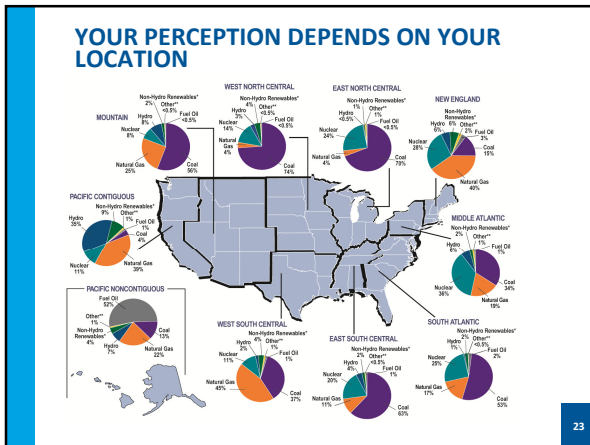 YOUR PERCEPTION DEPENDS ON YOUR
LOCATION
MOUNTAIN
Non-Hydro Renewables*
2%
Other**
<0.5%
Fuel Oil
<0.5%
Hydro
8%
Nuclear
8%
Natural Gas
25%
Coal
56%
WEST NORTH CENTRAL
Non-Hydro Renewables*
4%
Other**
<0.5%
Fuel Oil
<0.5%
Hydro
3%
Nuclear
14%
Natural
Gas
4%
Coal
74%
EAST NORTH CENTRAL
Non-Hydro Renewables*
1%
Other**
1%
Fuel Oil
<0.5%
Hydro
<0.5%
Nuclear
24%
Natural Gas
4%
Coal
70%
NEW ENGLAND
Non-Hydro Renewables*
6%
Other**
2%
Fuel Oil
3%
Hydro
6%
Nuclear
28%
Coal
15%
Natural Gas
40%
PACIFIC CONTIGUOUS
Non-Hydro Renewables*
9%
Other**
1%
Fuel Oil
1%
Coal
4%
Hydro
35%
Nuclear
11%
Natural Gas
39%
MIDDLE ATLANTIC
Non-Hydro Renewables*
2%
Other**
1%
Fuel Oil
1%
Hydro
6%
Nuclear
36%
Coal
34%
Natural Gas
19%
PACIFIC NONCONTIGUOUS
Fuel Oil
52%
Other**
1%
Non-Hydro
Renewables*
4%
Hydro
7%
Coal
13%
Natural Gas
22%
WEST SOUTH CENTRAL
Non-Hydro Renewables*
4%
Other**
1%
Fuel Oil
1%
Hydro
2%
Nuclear
11%
Natural Gas
45%
Coal
37%
EAST SOUTH CENTRAL
Non-Hydro Renewables*
2%
Other**
<0.5%
Fuel Oil
1%
Hydro
4%
Nuclear
20%
Natural Gas
11%
Coal
63%
SOUTH ATLANTIC
Non-Hydro Renewables*
2%
Other**
<0.5%
Fuel Oil
2%
Hydro
1%
Nuclear
25%
Natural Gas
17%
Coal
53%
23